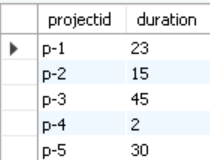 projectid duration
p-1 23
p-2 15
p-3 45
p-4 2
p-5 30